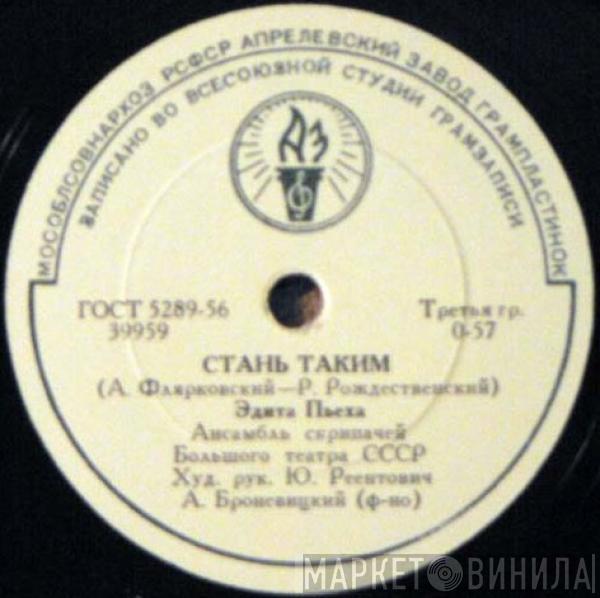 МОСОБЛСОВНАРХОЗ РСФСР АПРЕЛЕВСКИЙ ЗАВОД ГРАМПЛАСТИНОК
ЗАПИСАНО ВО ВСЕСОЮЗНОЙ СТУДИИ ГРАМЗАПИСИ
АЗ
ГОСТ 5289-56
39959
Третья гр.
0-57
СТАНЬ ТАКИМ
(А. Флярковский—Р. Рождественский)
Эдита Пьеха
Ансамбль скрипачей
Большого театра СССР
Худ. рук. Ю. Реентович
А. Броневицкий (ф-но)
МАРКЕТ ВИНИЛА